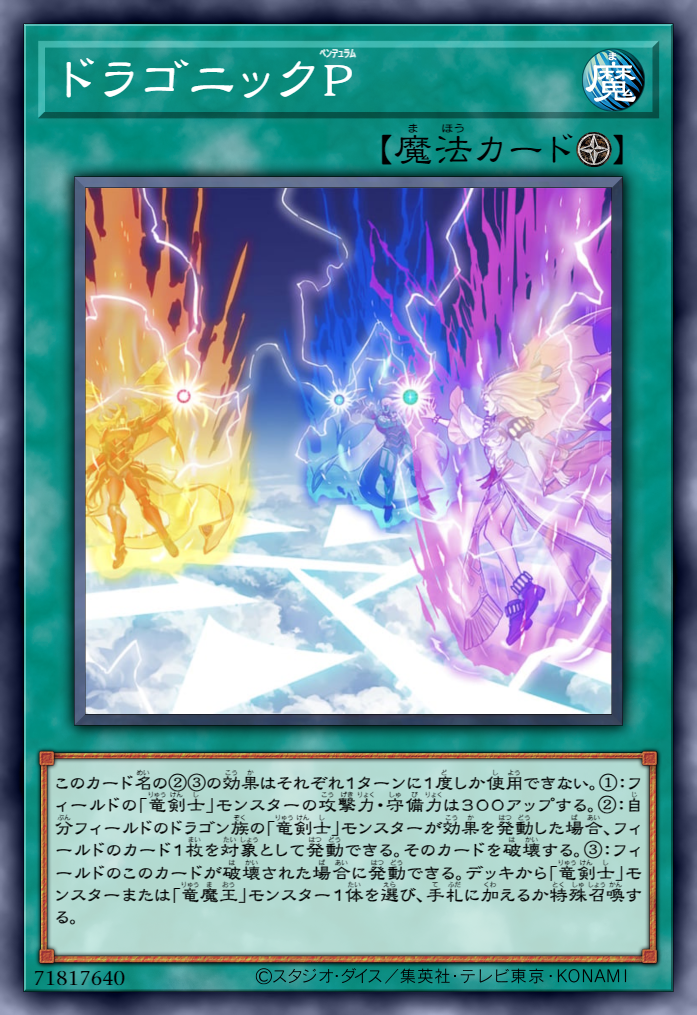 ドラゴニックP
ペンデュラム
魔
ま
【魔法カード】
ま ほう
このカード名の②③の効果はそれぞれ1ターンに1度しか使用できない。①:フ
ィールドの「竜剣士」モンスターの攻撃力・守備力は300アップする。②:自
分フィールドのドラゴン族の「竜剣士」モンスターが効果を発動した場合、フィ
ールドのカード1枚を対象として発動できる。そのカードを破壊する。③:フィー
ルドのこのカードが破壊された場合に発動できる。デッキから「竜剣士」モ
ンスターまたは「竜魔王」モンスター1体を選び、手札に加えるか特殊召喚す
る。
71817640
©スタジオ・ダイス/集英社・テレビ東京・KONAMI